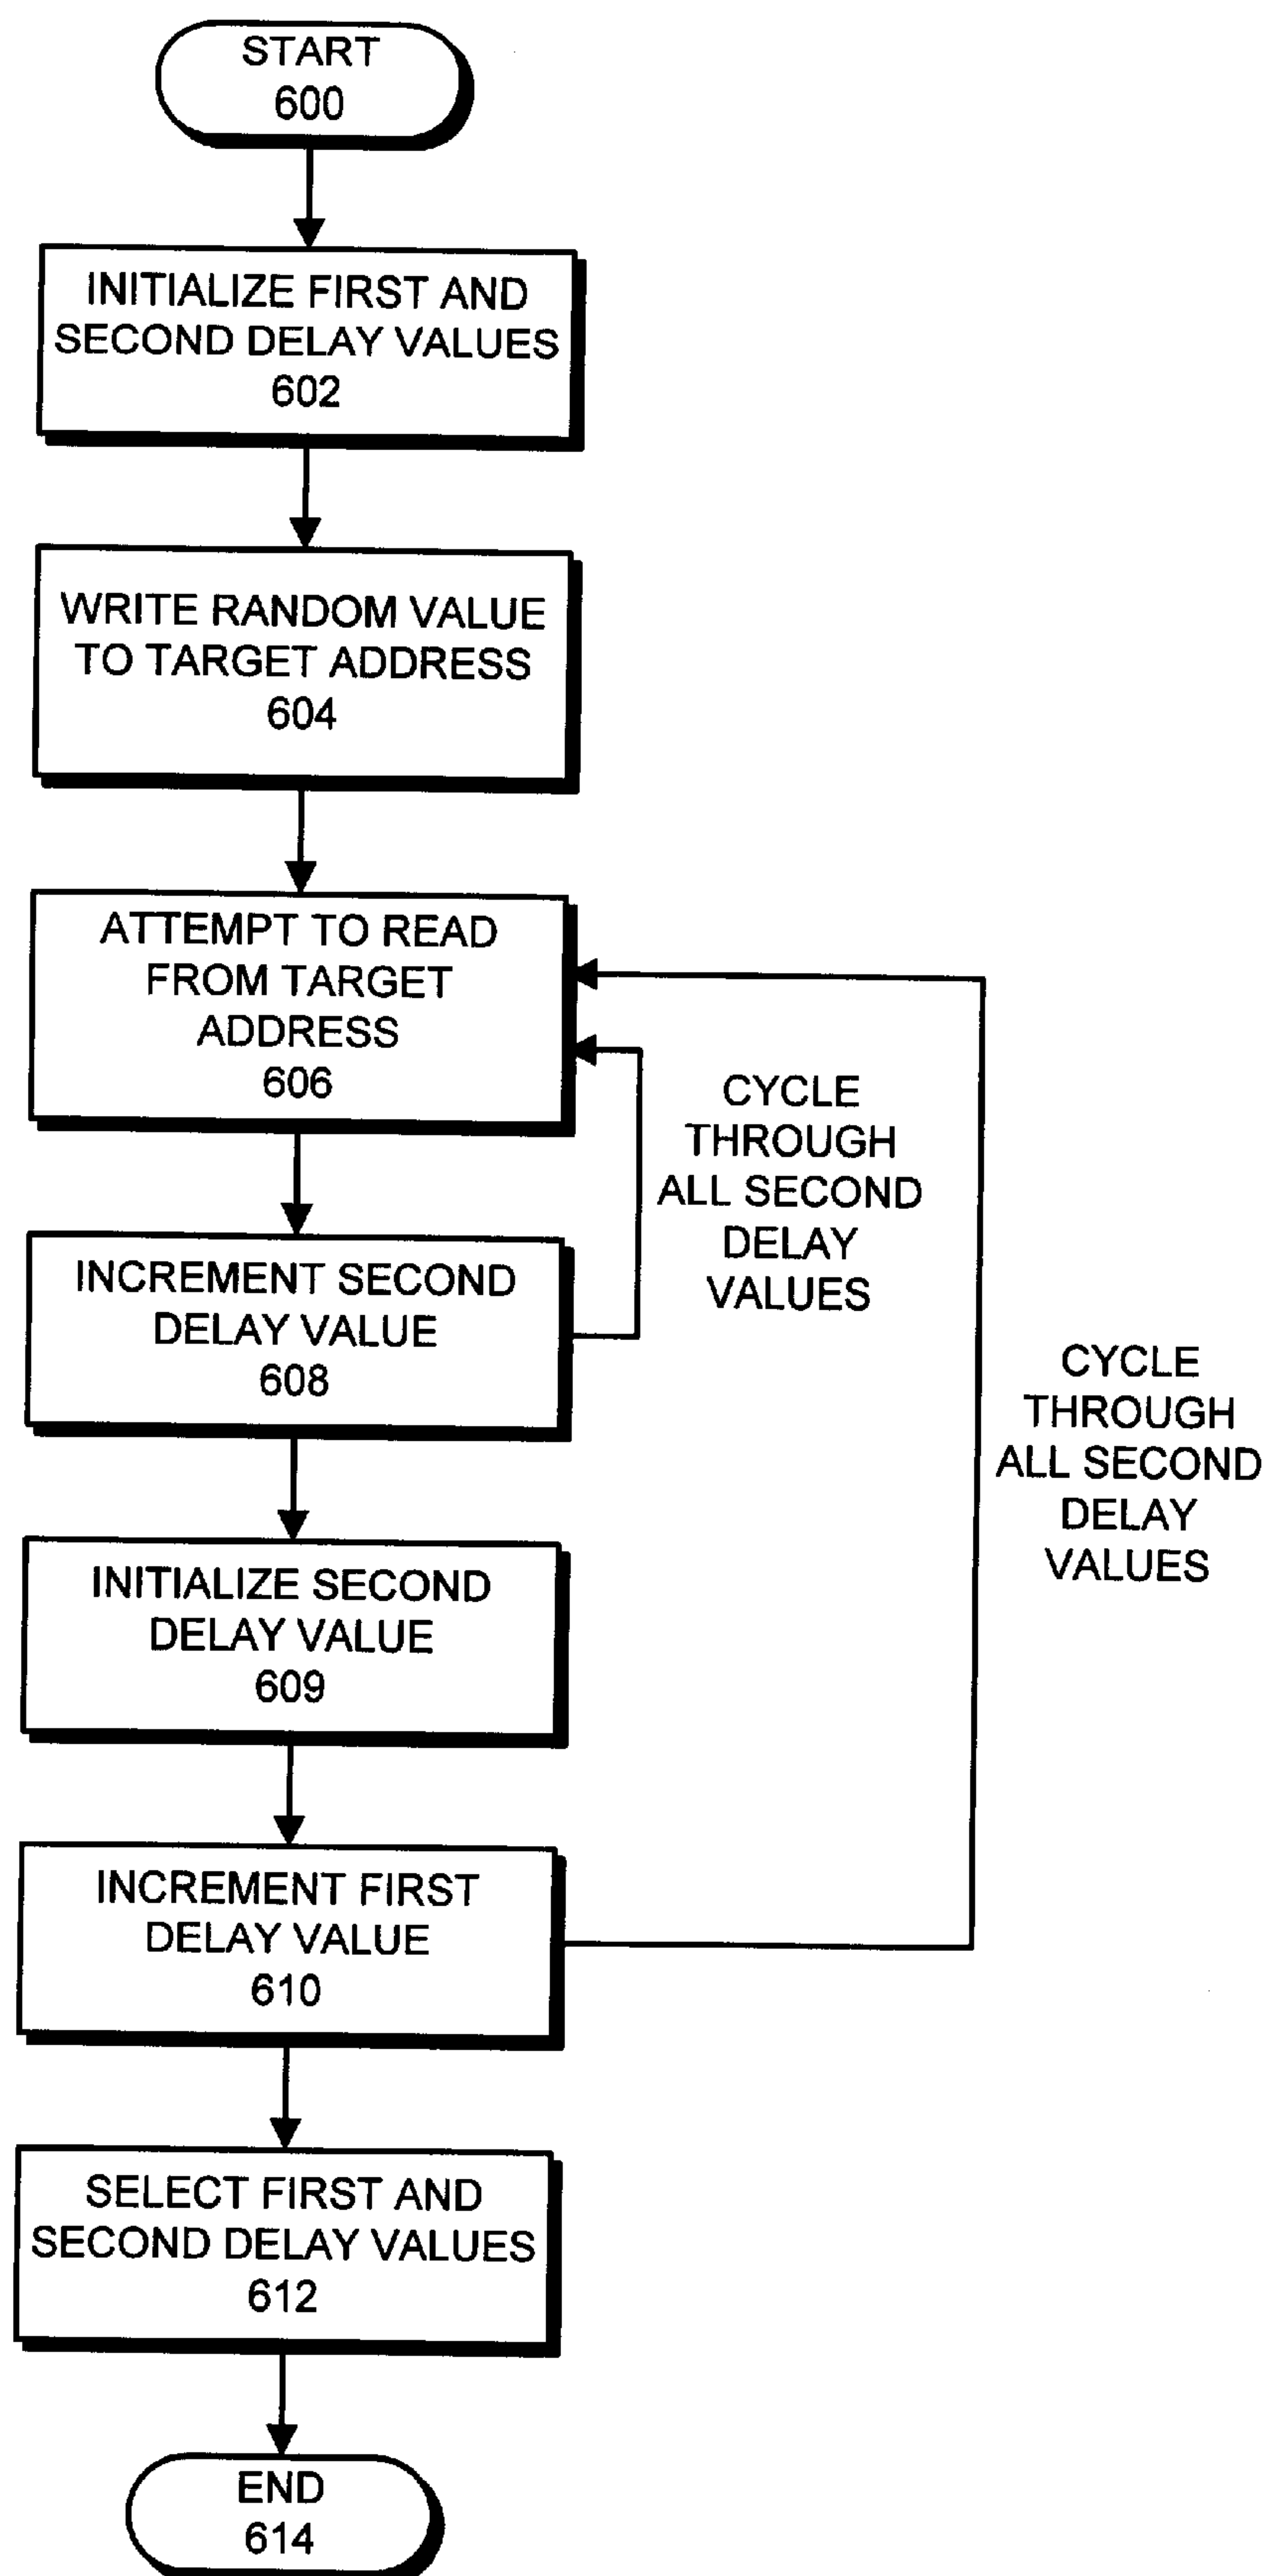 START
600
INITIALIZE FIRST AND
SECOND DELAY VALUES
602
WRITE RANDOM VALUE
TO TARGET ADDRESS
604
ATTEMPT TO READ
FROM TARGET
ADDRESS
606
CYCLE
THROUGH
ALL SECOND
DELAY
VALUES
INCREMENT SECOND
DELAY VALUE
608
CYCLE
THROUGH
ALL SECOND
DELAY
VALUES
INITIALIZE SECOND
DELAY VALUE
609
INCREMENT FIRST
DELAY VALUE
610
SELECT FIRST AND
SECOND DELAY VALUES
612
END
614